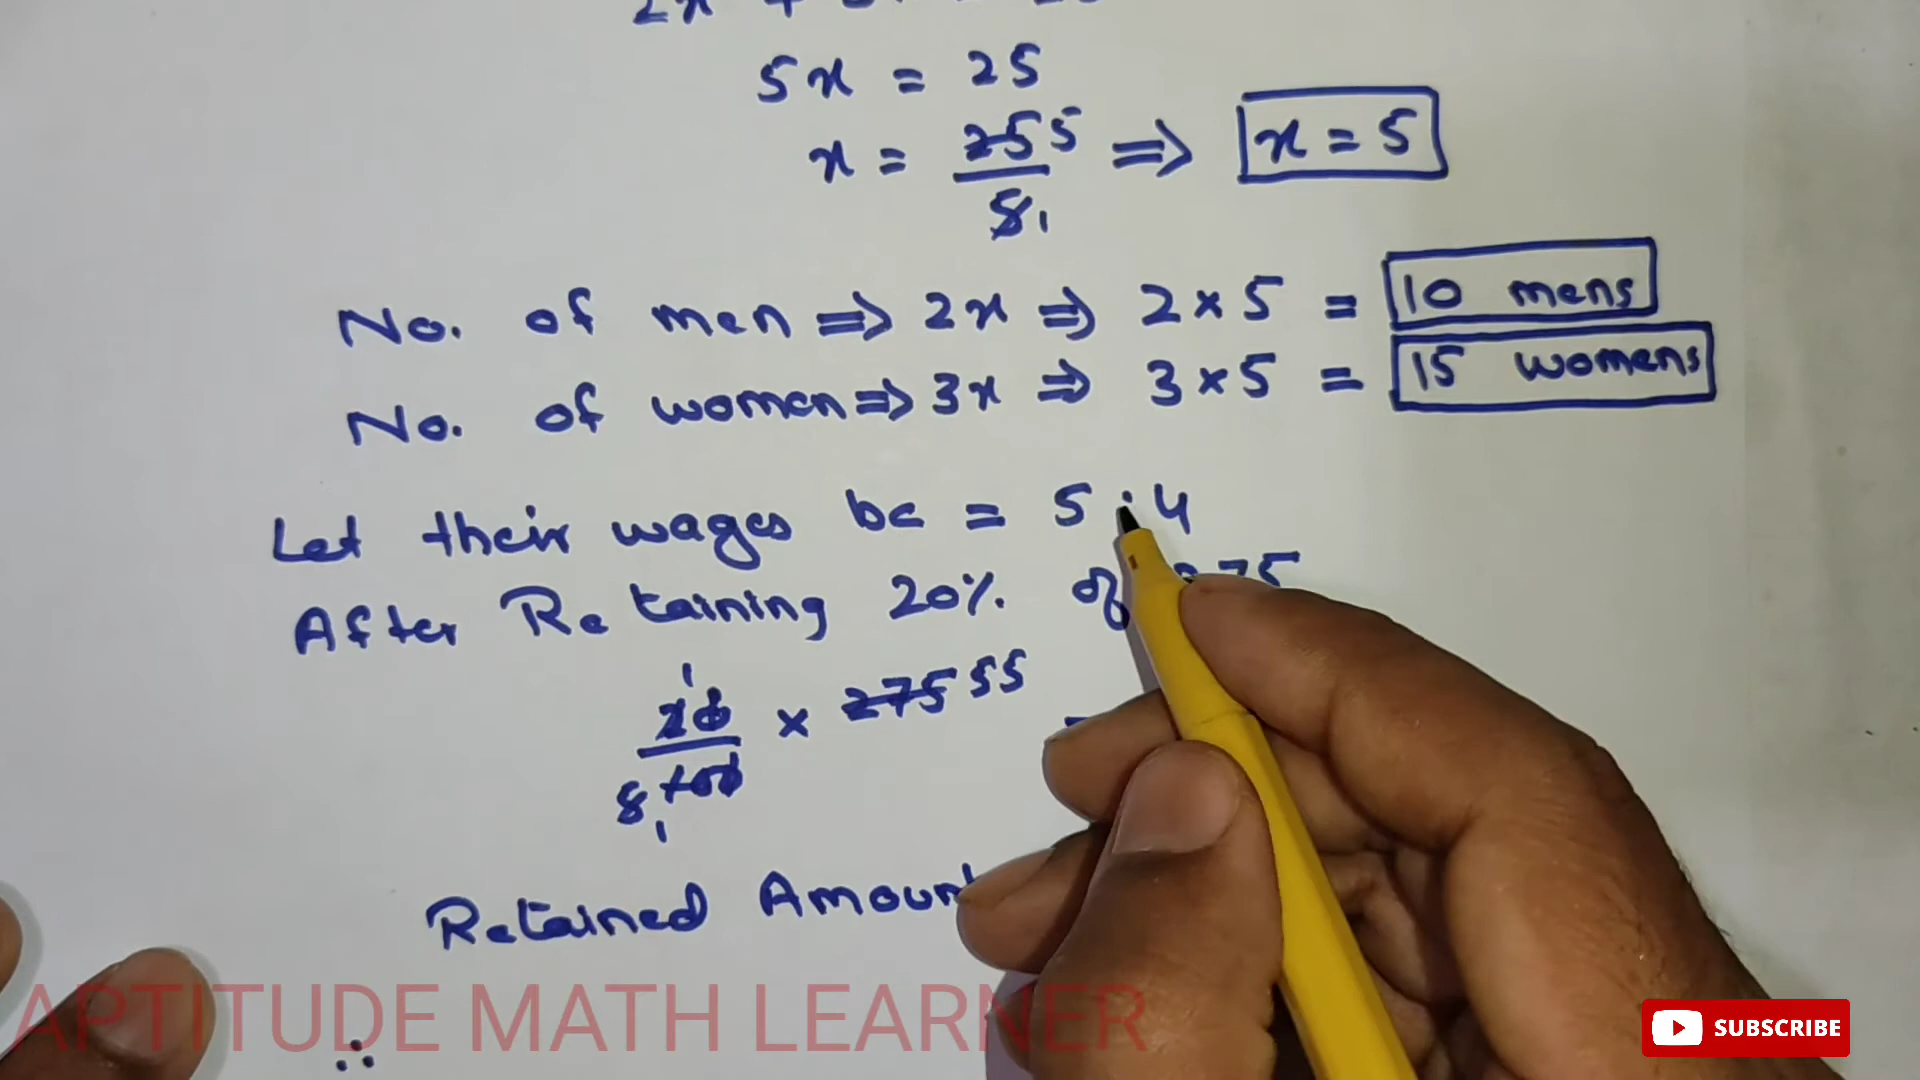 5x = 25
x = 25 5 / 5 1 ⇒ x = 5
No. of men ⇒ 2x ⇒ 2 × 5 = 10 mens
No. of women ⇒ 3x ⇒ 3 × 5 = 15 womens
Let their wages be = 5 : 4
After Retaining 20% of 275
1 20 / 100 5 1 × 275 55
Retained Amount
∴
APTITUDE MATH LEARNER
SUBSCRIBE